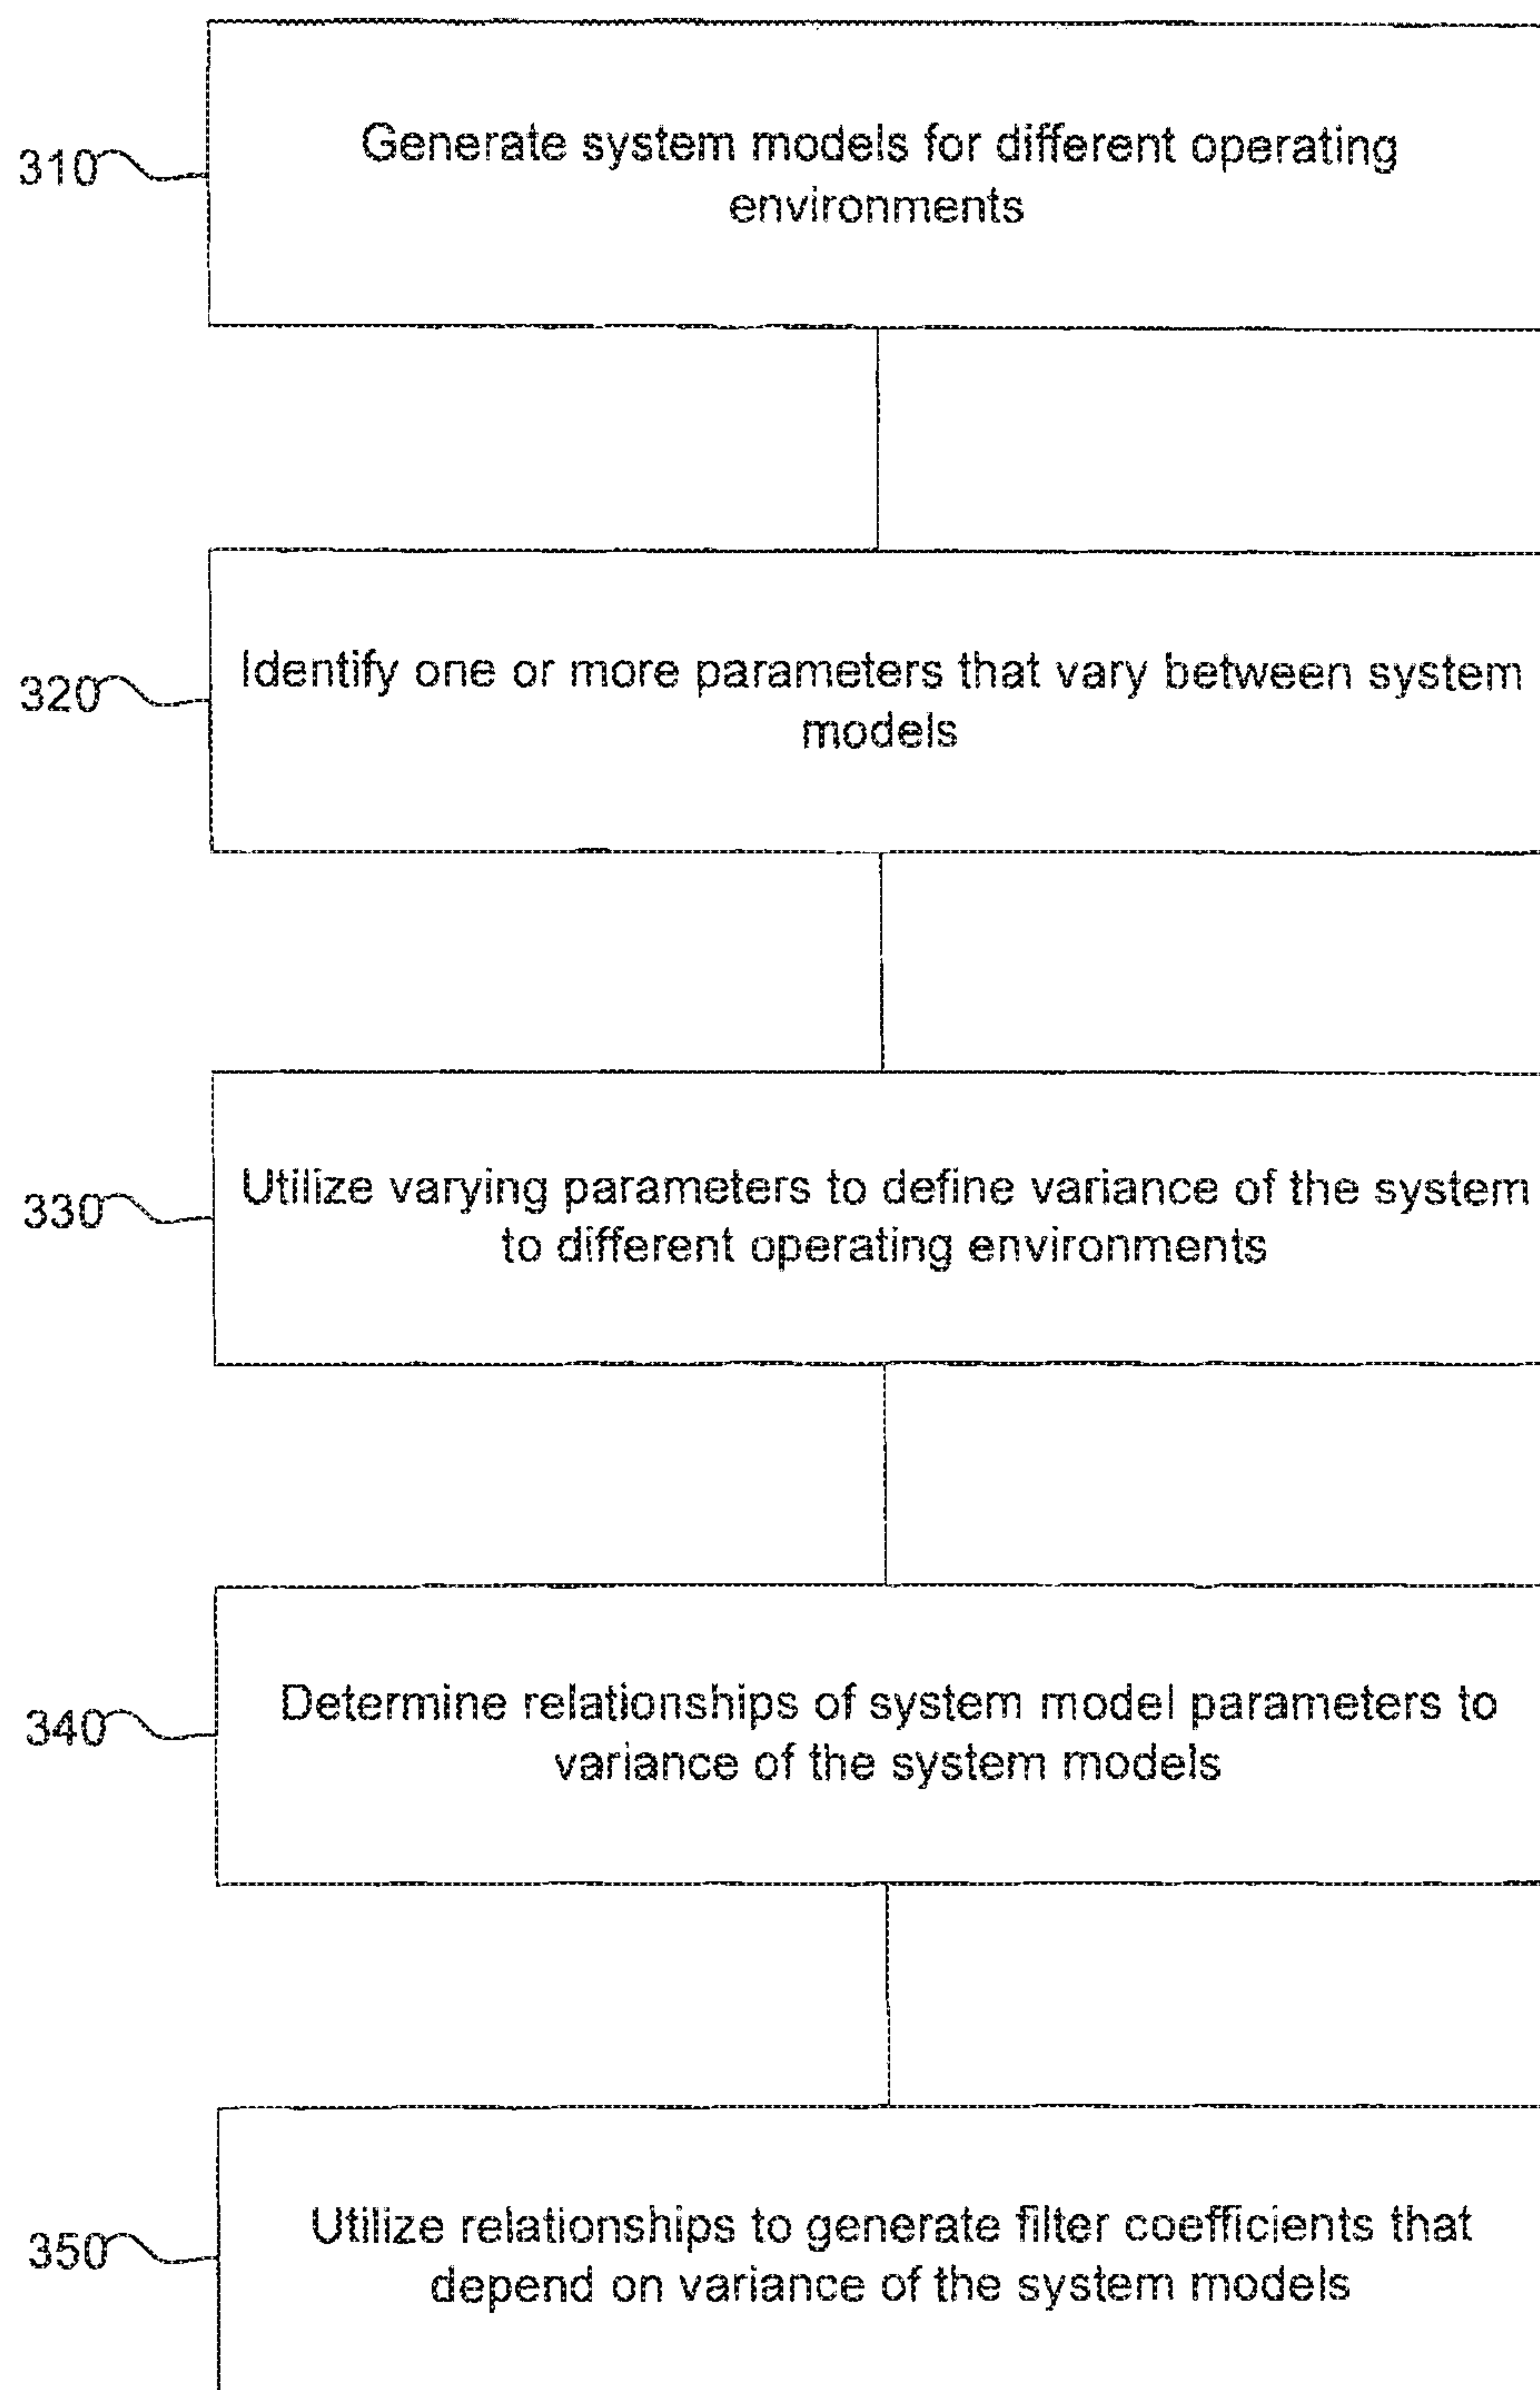 310
Generate system models for different operating
environments
320
Identify one or more parameters that vary between system
models
330
Utilize varying parameters to define variance of the system
to different operating environments
340
Determine relationships of system model parameters to
variance of the system models
350
Utilize relationships to generate filter coefficients that
depend on variance of the system models